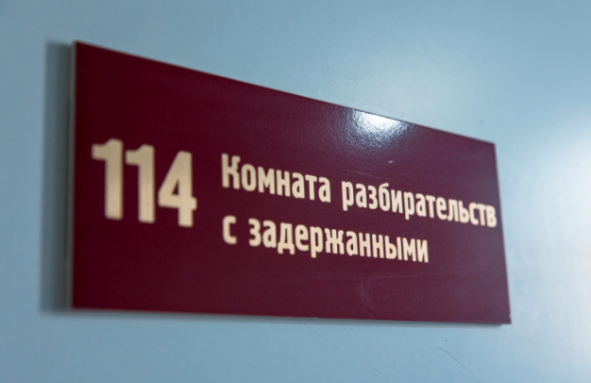 114
Комната разбирательств
с задержанными